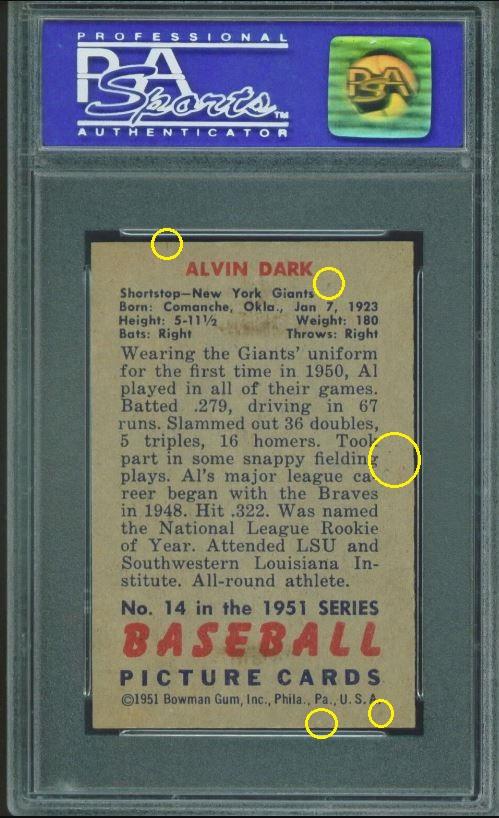 PROFESSIONAL
PSA
Sports™
AUTHENTICATOR
PSA
ALVIN DARK
Shortstop—New York Giants
Born: Comanche, Okla., Jan 7, 1923
Height: 5-11½ Weight: 180
Bats: Right Throws: Right
Wearing the Giants' uniform
for the first time in 1950, Al
played in all of their games.
Batted .279, driving in 67
runs. Slammed out 36 doubles,
5 triples, 16 homers. Took
part in some snappy fielding
plays. Al's major league ca-
reer began with the Braves
in 1948. Hit .322. Was named
the National League Rookie
of Year. Attended LSU and
Southwestern Louisiana In-
stitute. All-round athlete.
No. 14 in the 1951 SERIES
BASEBALL
PICTURE CARDS
©1951 Bowman Gum, Inc., Phila., Pa., U. S. A.